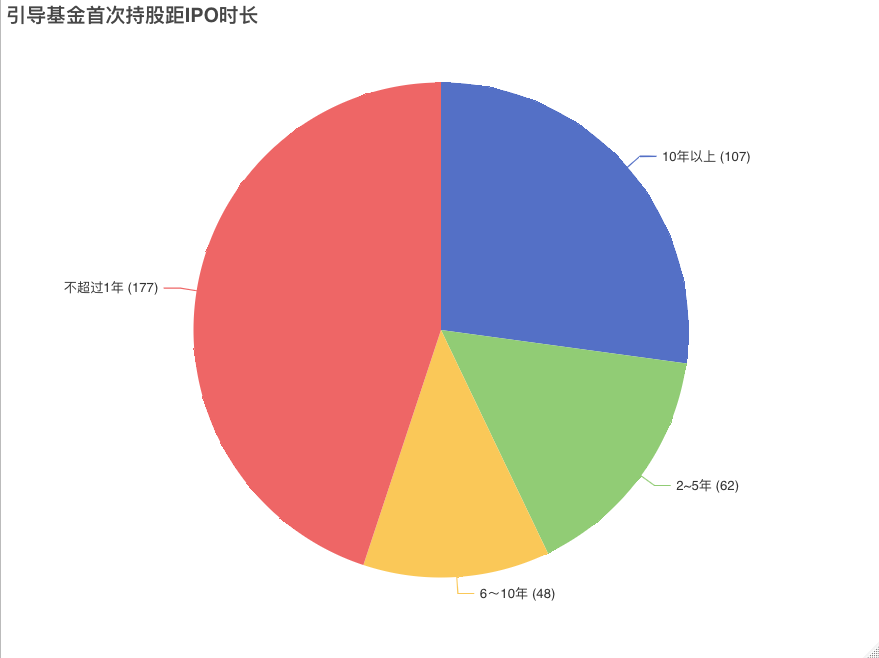 引导基金首次持股距IPO时长
10年以上 (107)
不超过1年 (177)
2~5年 (62)
6～10年 (48)